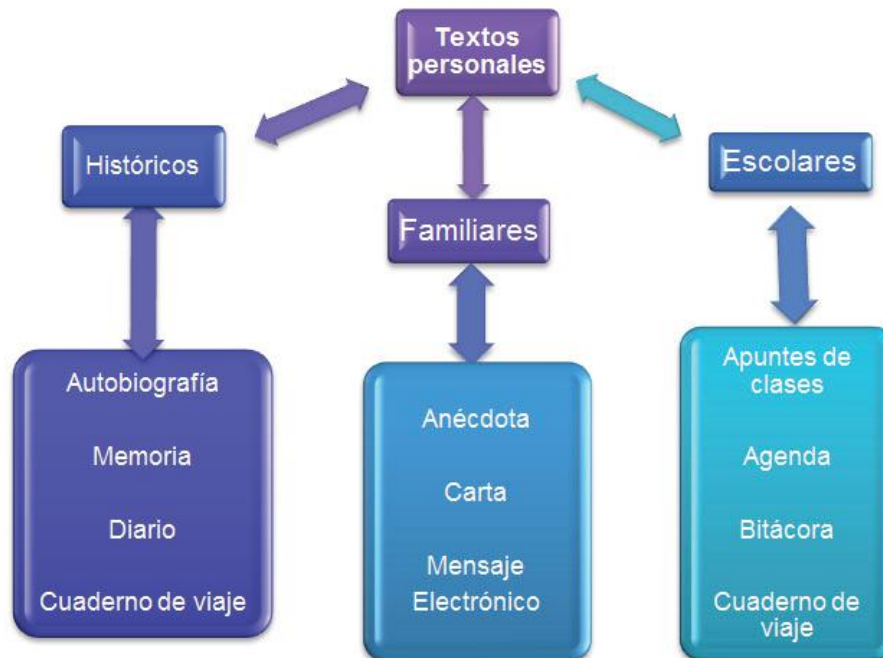 Textos
personales
Históricos
Familiares
Escolares
Autobiografía
Memoria
Diario
Cuaderno de viaje
Anécdota
Carta
Mensaje
Electrónico
Apuntes de
clases
Agenda
Bitácora
Cuaderno de
viaje